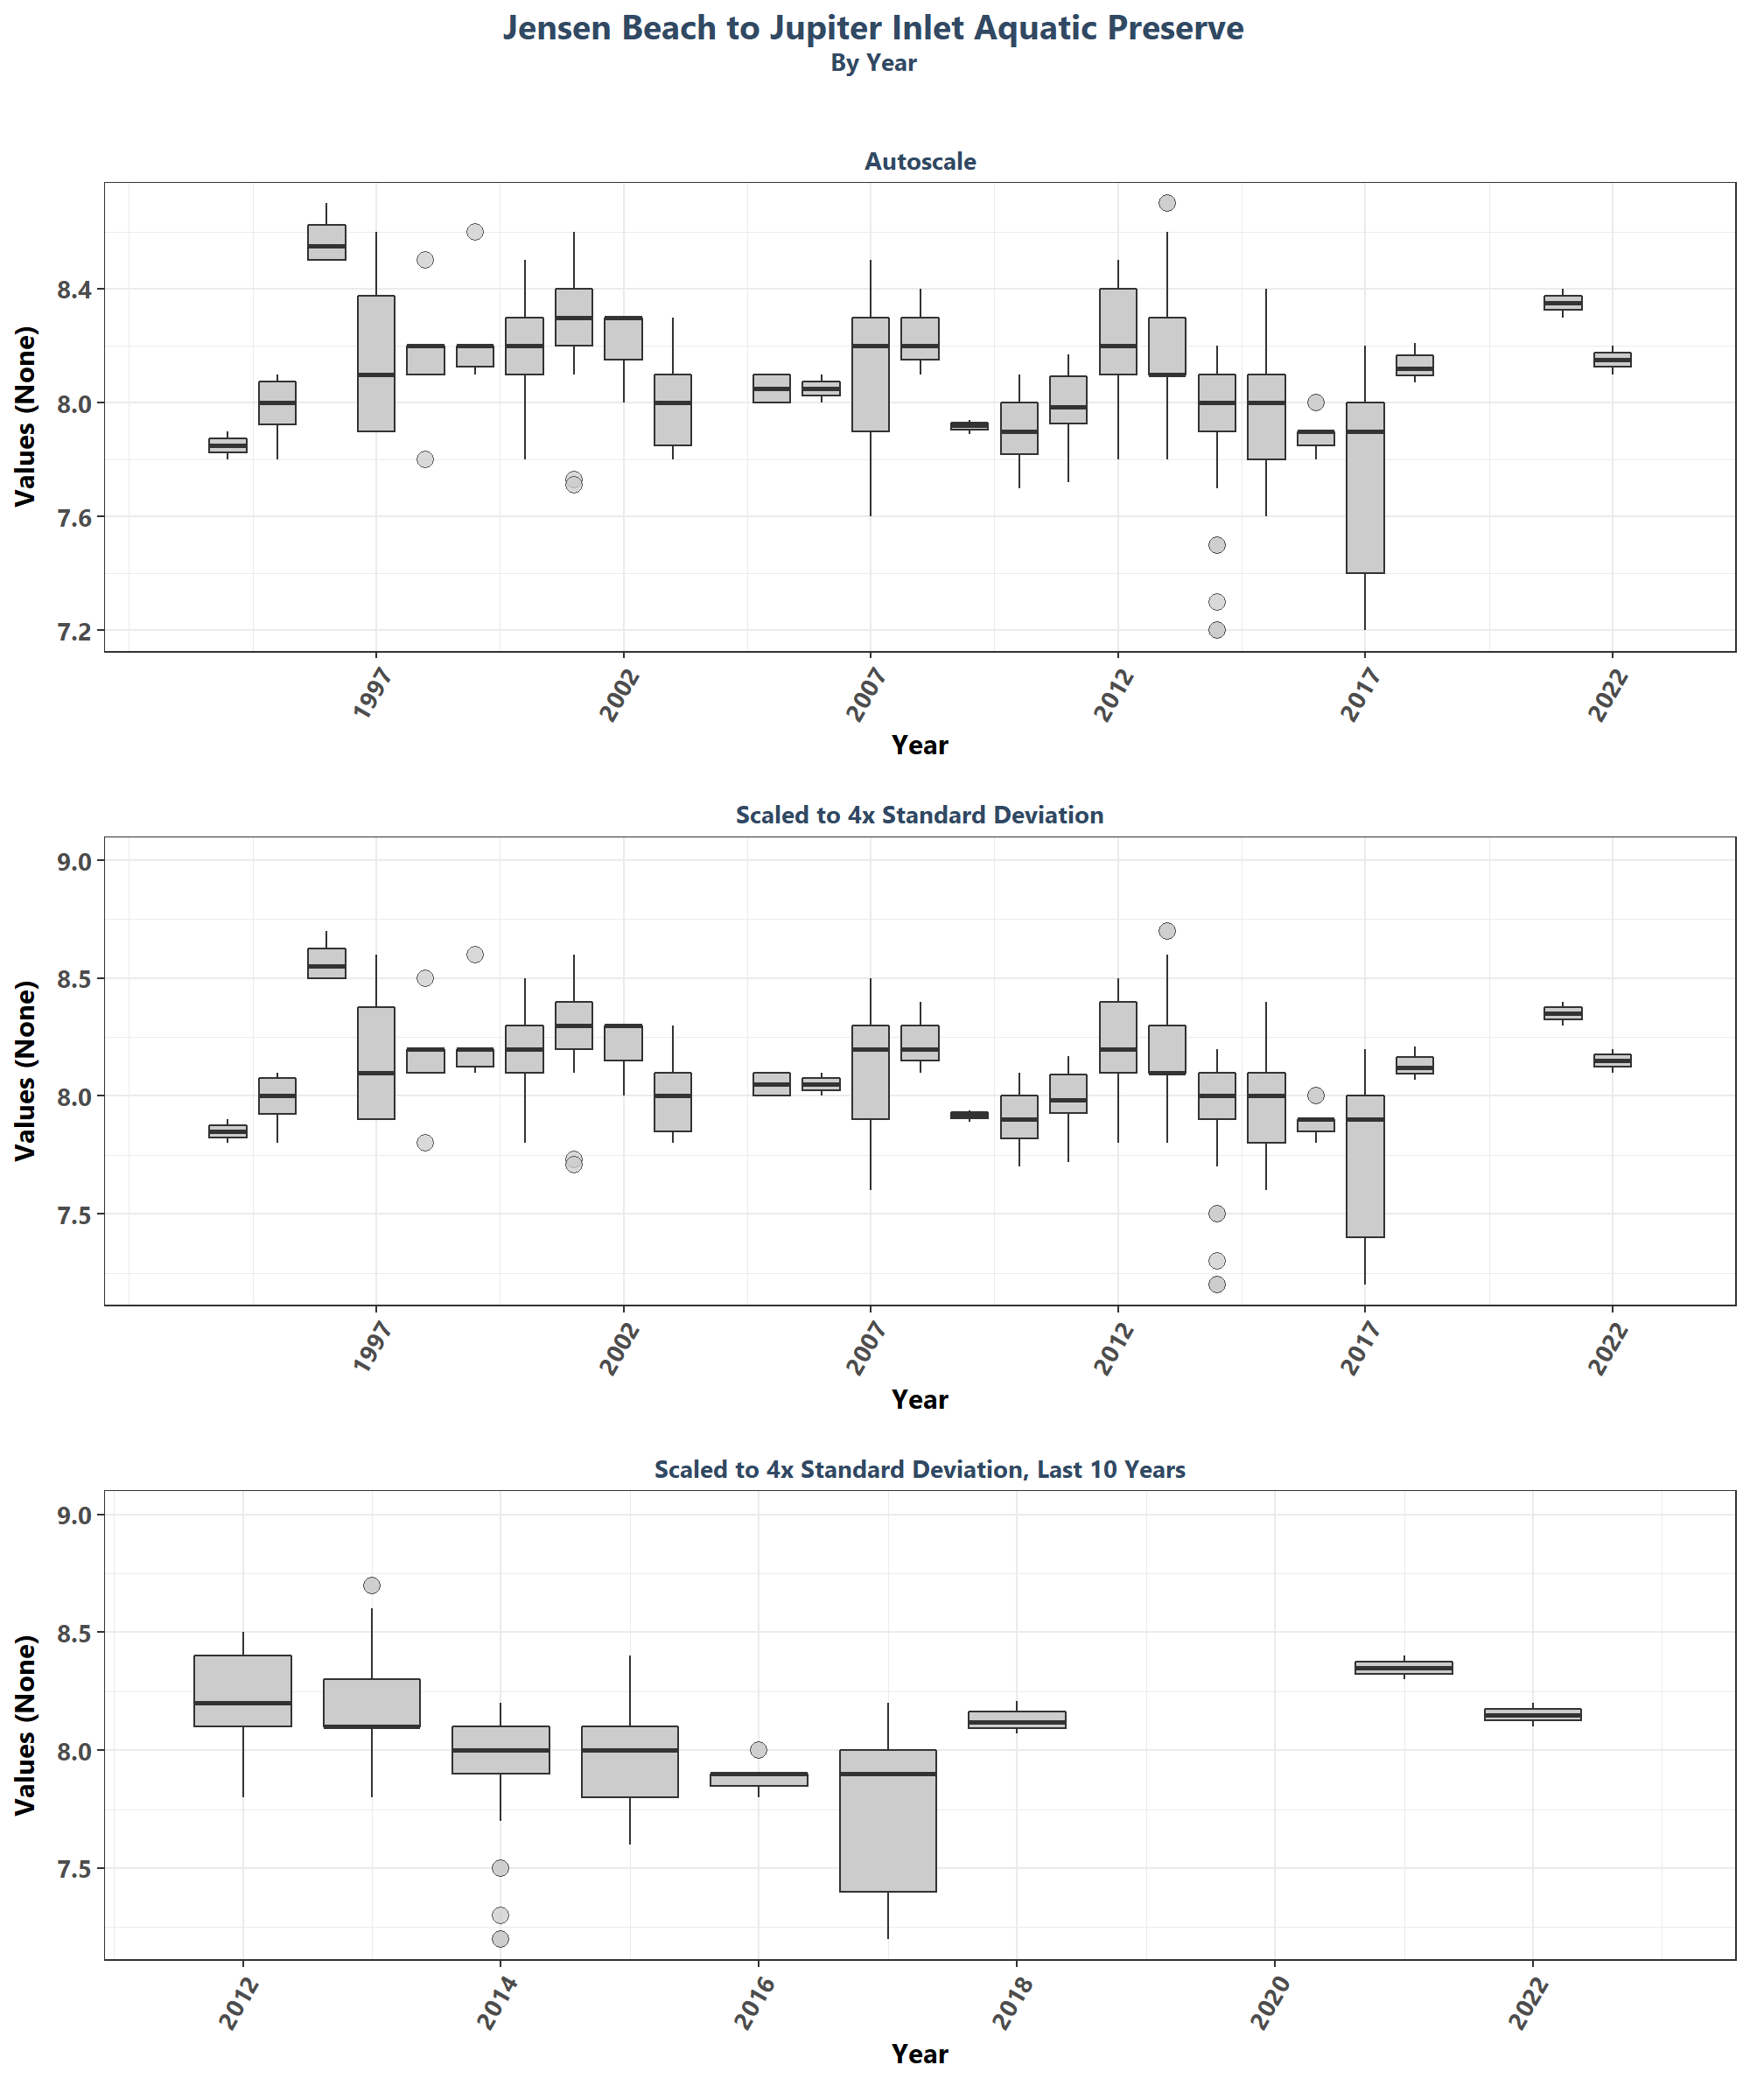 Jensen Beach to Jupiter Inlet Aquatic Preserve
By Year
Autoscale
Values (None)
8.4
8.0
7.6
7.2
1997 2002 2007 2012 2017 2022
Year
Scaled to 4x Standard Deviation
Values (None)
9.0
8.5
8.0
7.5
1997 2002 2007 2012 2017 2022
Year
Scaled to 4x Standard Deviation, Last 10 Years
Values (None)
9.0
8.5
8.0
7.5
2012 2014 2016 2018 2020 2022
Year